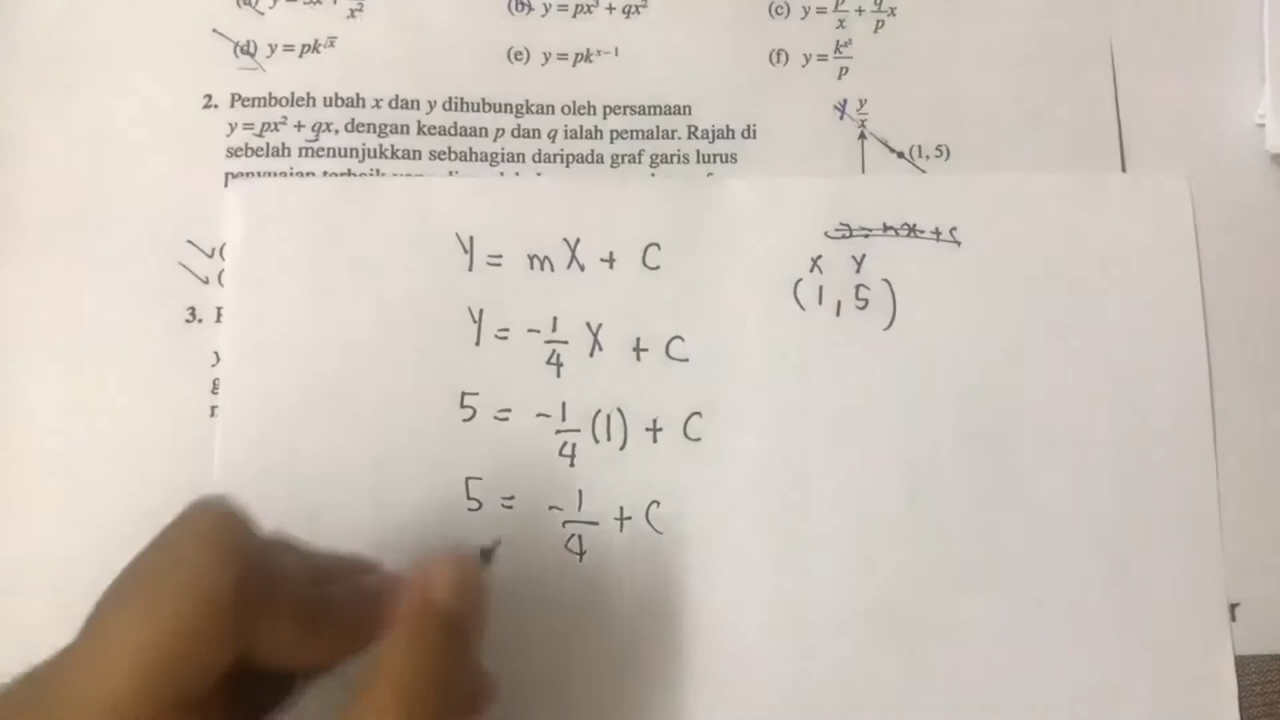 (b) y = px³ + qx²
(c) y = p/x + q/p x
(d) y = pk^√x
(e) y = pk^x−1
(f) y = k^x²/p
2. Pemboleh ubah x dan y dihubungkan oleh persamaan
y = px² + qx, dengan keadaan p dan q ialah pemalar. Rajah di
sebelah menunjukkan sebahagian daripada graf garis lurus
Y y/x
(1, 5)
3.
Y = mX + C
X Y
(1, 5)
Y = -1/4 X + C
5 = -1/4 (1) + C
5 = -1/4 + C
r